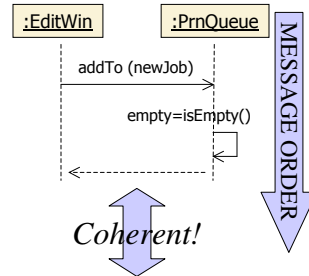 :EditWin
:PrnQueue
addTo (newJob)
empty=isEmpty()
MESSAGE ORDER
Coherent!